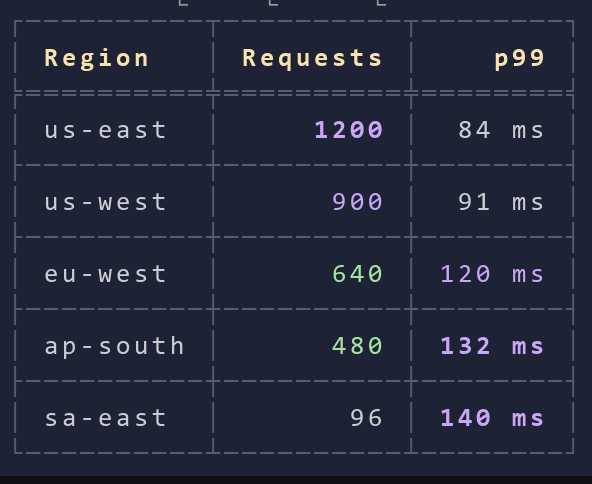 Region Requests p99
us-east 1200 84 ms
us-west 900 91 ms
eu-west 640 120 ms
ap-south 480 132 ms
sa-east 96 140 ms